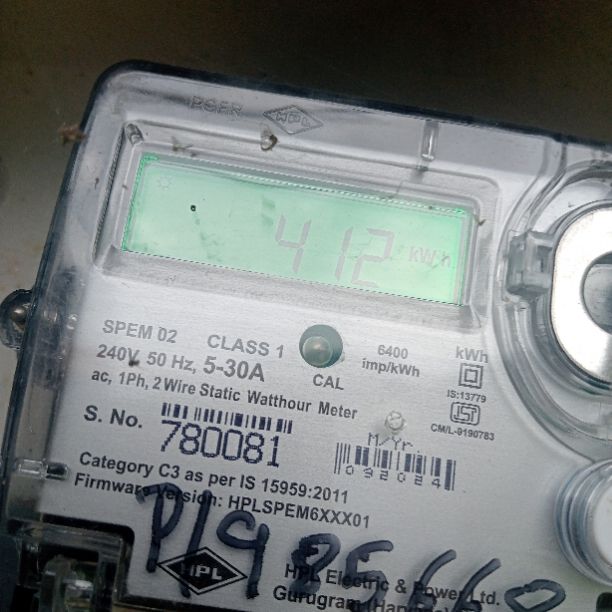 HPL
412 kWh
SPEM 02 CLASS 1
240V, 50 Hz, 5-30A
ac, 1Ph, 2 Wire Static Watthour Meter
CAL
6400
imp/kWh
kWh
IS:13779
CM/L-9190783
S. No. 780081
M/Yr
092024
Category C3 as per IS 15959:2011
Firmware Version: HPLSPEM6XXX01
HPL
HPL Electric & Power Ltd.
Gurugram